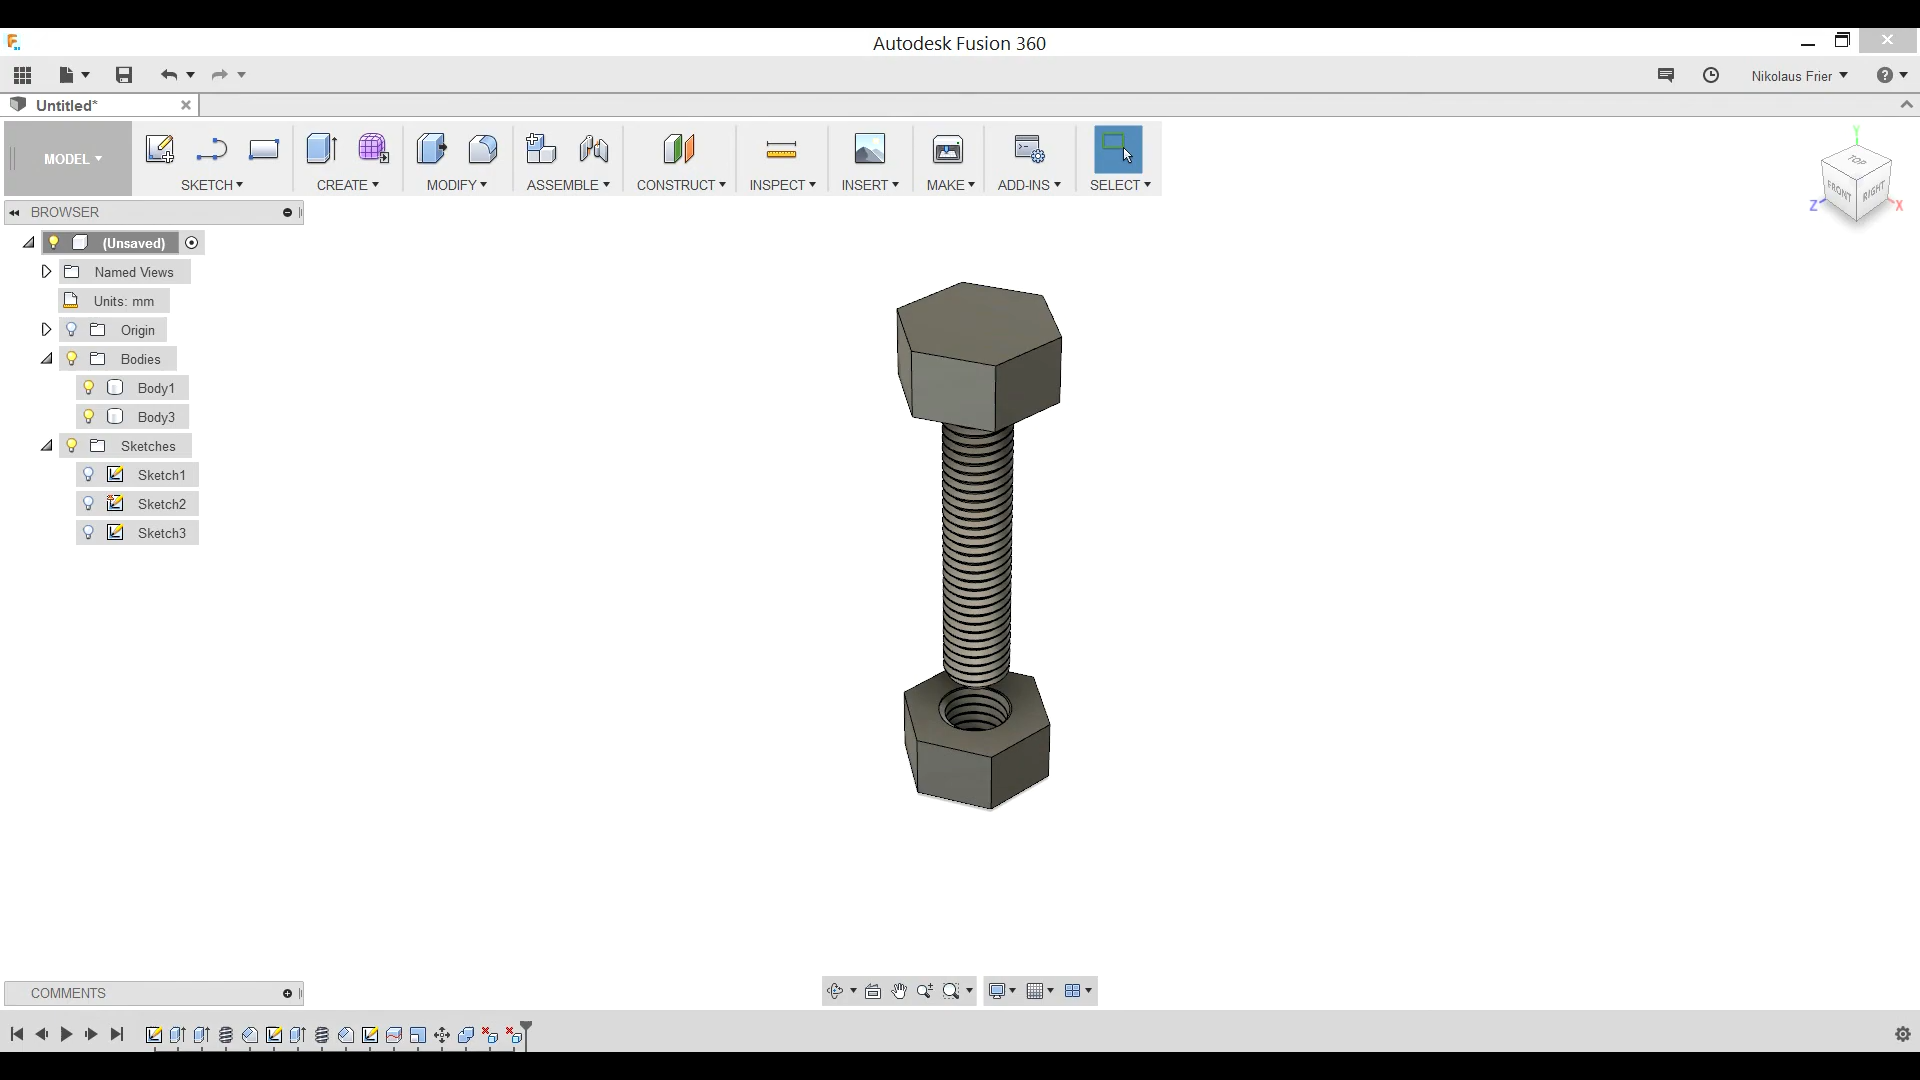 Autodesk Fusion 360
Nikolaus Frier
Untitled*
MODEL
SKETCH
CREATE
MODIFY
ASSEMBLE
CONSTRUCT
INSPECT
INSERT
MAKE
ADD-INS
SELECT
Y
TOP
FRONT
RIGHT
Z
X
BROWSER
(Unsaved)
Named Views
Units: mm
Origin
Bodies
Body1
Body3
Sketches
Sketch1
Sketch2
Sketch3
COMMENTS